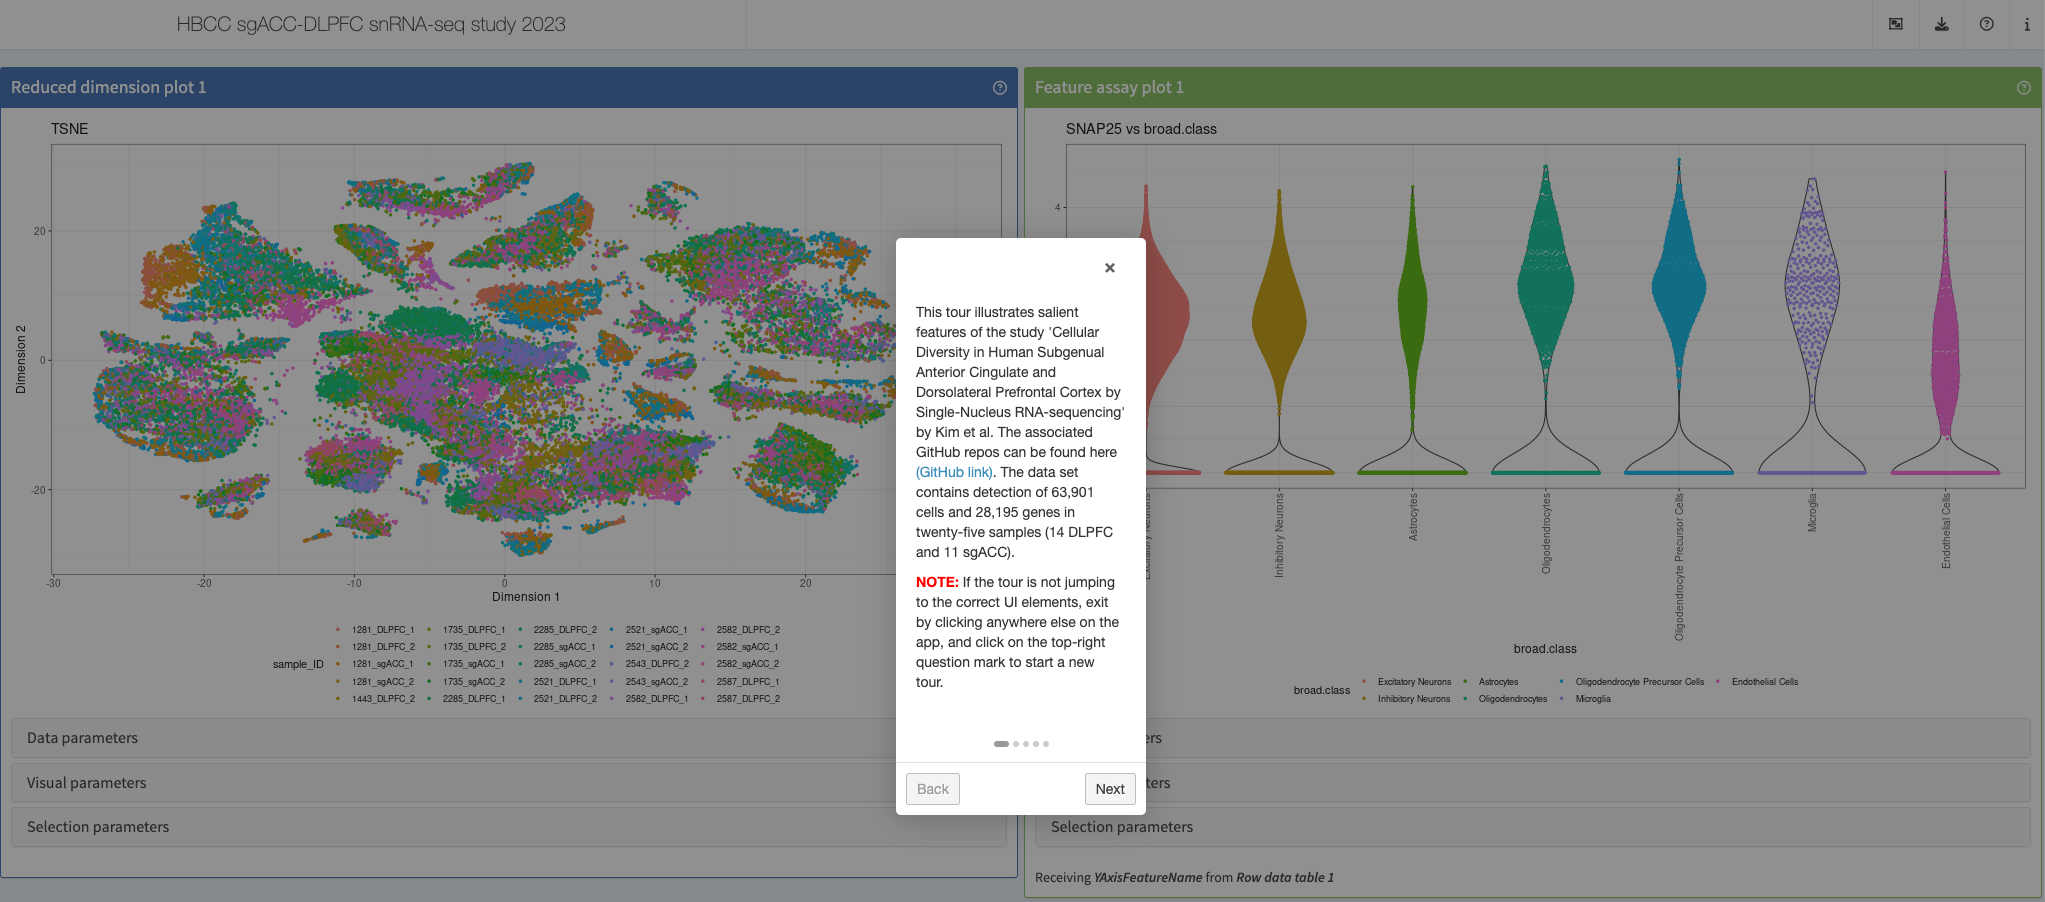 HBCC sgACC-DLPFC snRNA-seq study 2023
Reduced dimension plot 1
TSNE
Dimension 2
20
0
-20
-30
-20
-10
0
10
20
Dimension 1
sample_ID
1281_DLPFC_1
1735_DLPFC_1
2285_DLPFC_2
2521_sgACC_1
2582_DLPFC_2
1281_DLPFC_2
1735_DLPFC_2
2285_sgACC_1
2521_sgACC_2
2582_sgACC_1
1281_sgACC_1
1735_sgACC_1
2285_sgACC_2
2543_DLPFC_2
2582_sgACC_2
1281_sgACC_2
1735_sgACC_2
2521_DLPFC_1
2543_sgACC_2
2587_DLPFC_1
1443_DLPFC_2
2285_DLPFC_1
2521_DLPFC_2
2582_DLPFC_1
2587_DLPFC_2
Data parameters
Visual parameters
Selection parameters
Feature assay plot 1
SNAP25 vs broad.class
4
Inhibitory Neurons
Astrocytes
Oligodendrocytes
Oligodendrocyte Precursor Cells
Microglia
Endothelial Cells
broad.class
broad.class
Excitatory Neurons
Astrocytes
Oligodendrocyte Precursor Cells
Endothelial Cells
Inhibitory Neurons
Oligodendrocytes
Microglia
Selection parameters
Receiving YAxisFeatureName from Row data table 1
×
This tour illustrates salient
features of the study 'Cellular
Diversity in Human Subgenual
Anterior Cingulate and
Dorsolateral Prefrontal Cortex by
Single-Nucleus RNA-sequencing'
by Kim et al. The associated
GitHub repos can be found here
(GitHub link). The data set
contains detection of 63,901
cells and 28,195 genes in
twenty-five samples (14 DLPFC
and 11 sgACC).
NOTE: If the tour is not jumping
to the correct UI elements, exit
by clicking anywhere else on the
app, and click on the top-right
question mark to start a new
tour.
Back
Next